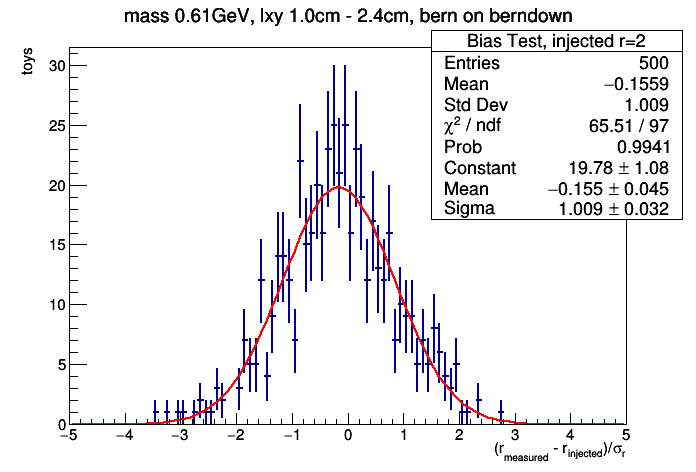 mass 0.61GeV, lxy 1.0cm - 2.4cm, bern on berndown
Bias Test, injected r=2
Entries 500
Mean −0.1559
Std Dev 1.009
χ² / ndf 65.51 / 97
Prob 0.9941
Constant 19.78 ± 1.08
Mean −0.155 ± 0.045
Sigma 1.009 ± 0.032
toys
30
25
20
15
10
5
0
−5 −4 −3 −2 −1 0 1 2 3 4 5
(r_measured - r_injected)/σ_r